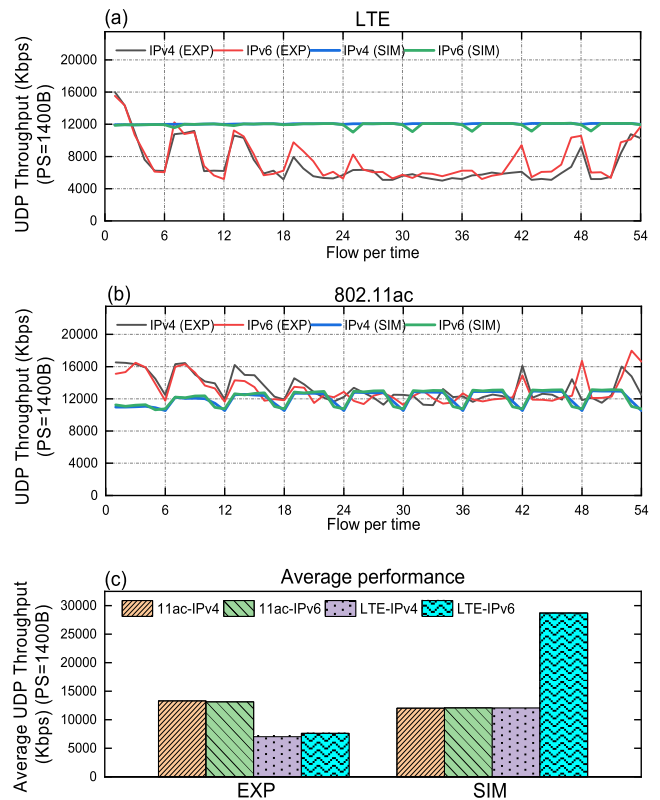 (a) LTE
IPv4 (EXP) IPv6 (EXP) IPv4 (SIM) IPv6 (SIM)
UDP Throughput (Kbps)
(PS=1400B)
20000
16000
12000
8000
4000
0
0 6 12 18 24 30 36 42 48 54
Flow per time
(b) 802.11ac
IPv4 (EXP) IPv6 (EXP) IPv4 (SIM) IPv6 (SIM)
UDP Throughput (Kbps)
(PS=1400B)
20000
16000
12000
8000
4000
0
0 6 12 18 24 30 36 42 48 54
Flow per time
(c) Average performance
11ac-IPv4 11ac-IPv6 LTE-IPv4 LTE-IPv6
Average UDP Throughput
(Kbps) (PS=1400B)
30000
25000
20000
15000
10000
5000
0
EXP SIM